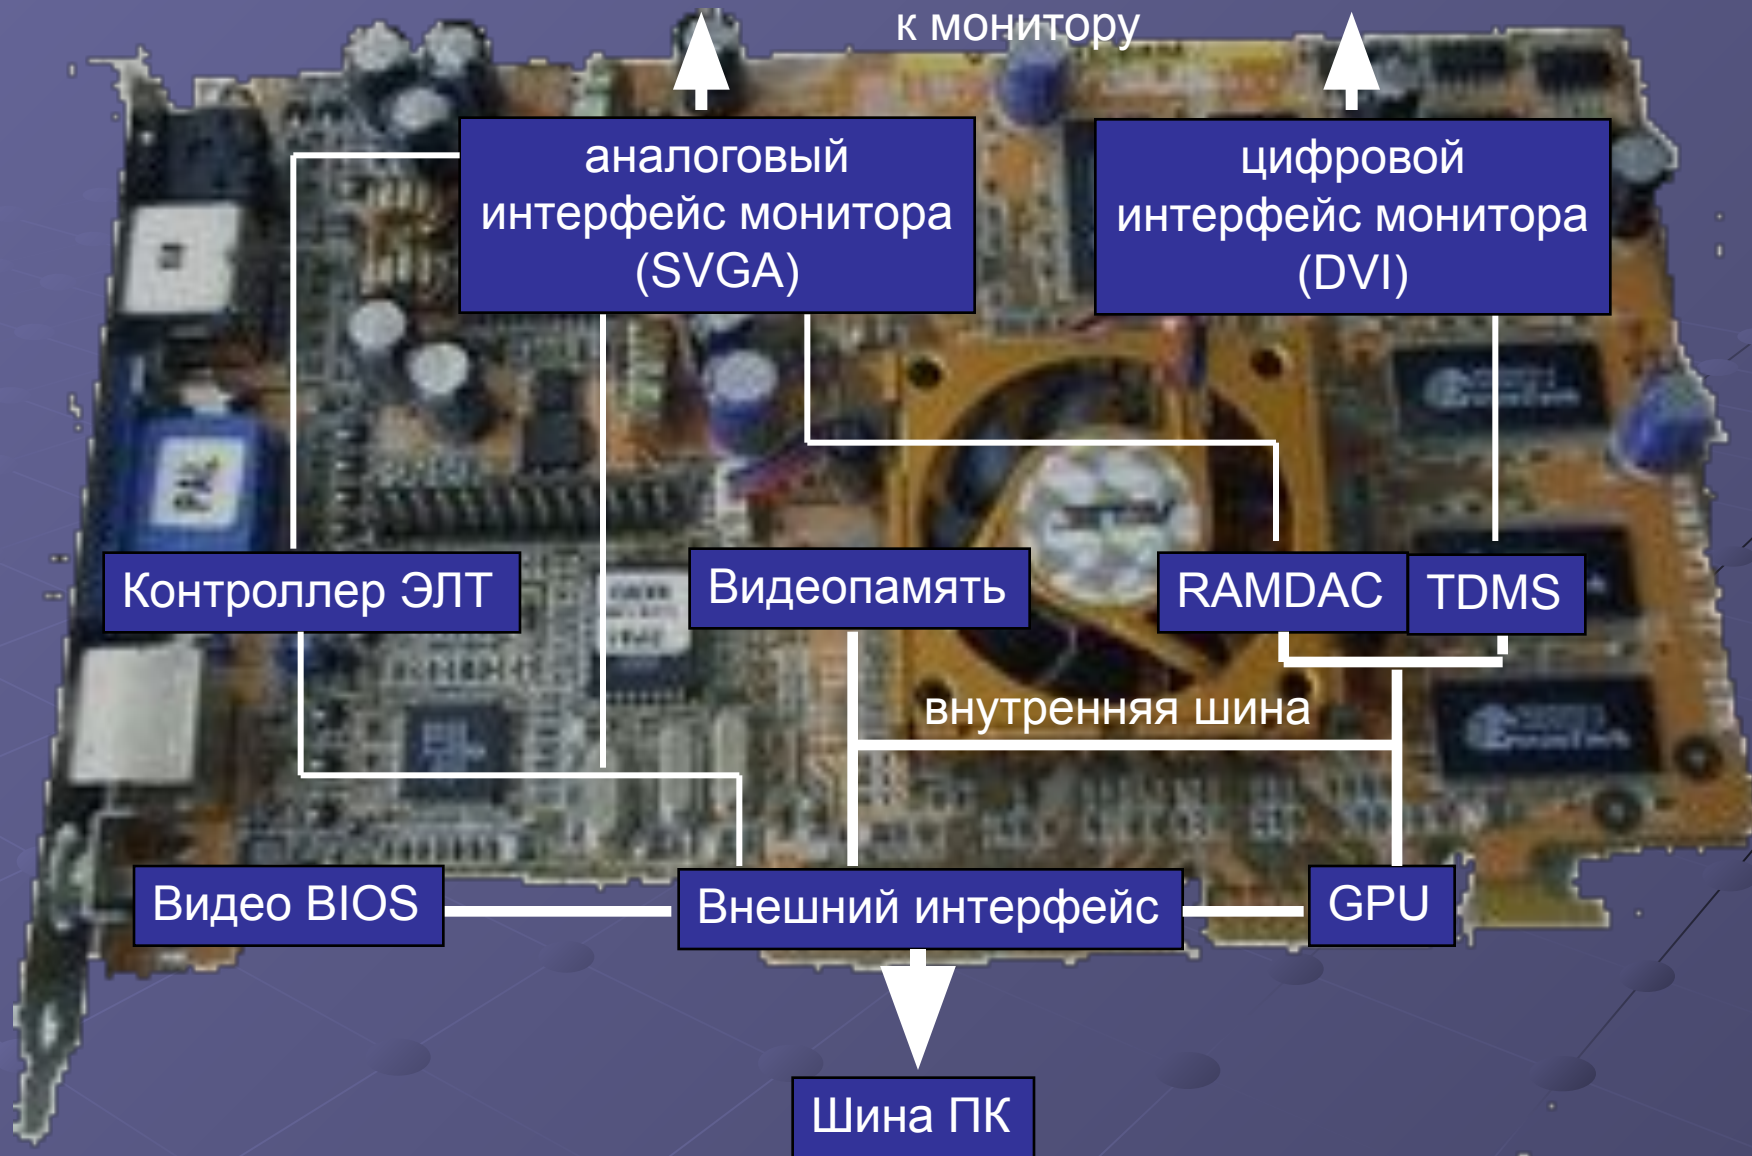 к монитору
аналоговый
интерфейс монитора
(SVGA)
цифровой
интерфейс монитора
(DVI)
Контроллер ЭЛТ
Видеопамять
RAMDAC
TDMS
внутренняя шина
Видео BIOS
Внешний интерфейс
GPU
Шина ПК